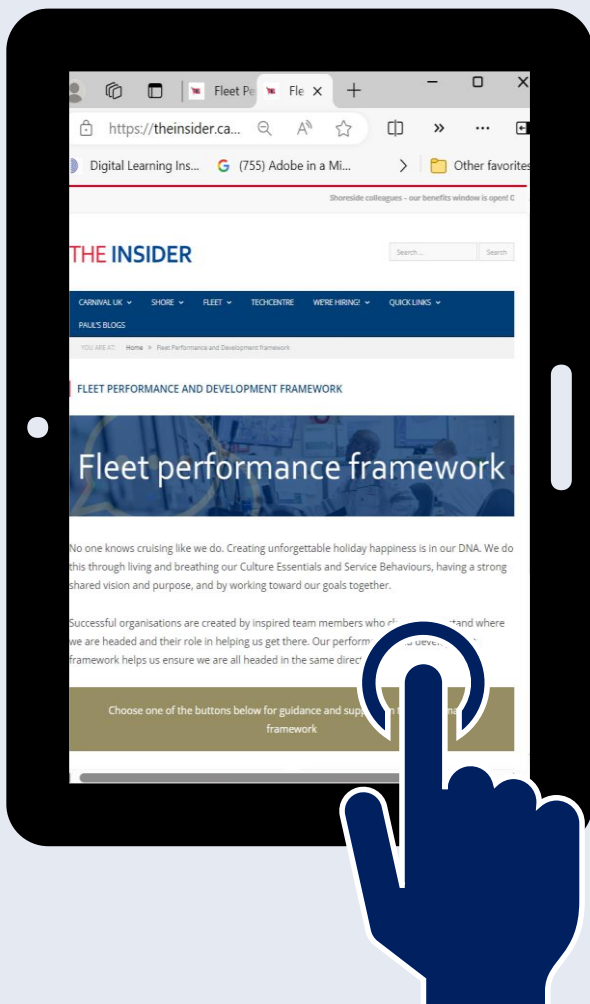 Fleet Pe Fle
https://theinsider.ca...
Digital Learning Ins... (755) Adobe in a Mi... Other favorites
Shoreside colleagues – our benefits window is open! C
THE INSIDER
Search ... Search
CARNIVAL UK SHORE FLEET TECHCENTRE WE'RE HIRING! QUICK LINKS
PAUL'S BLOGS
YOU ARE AT: Home > Fleet Performance and Development framework
FLEET PERFORMANCE AND DEVELOPMENT FRAMEWORK
Fleet performance framework
No one knows cruising like we do. Creating unforgettable holiday happiness is in our DNA. We do
this through living and breathing our Culture Essentials and Service Behaviours, having a strong
shared vision and purpose, and by working toward our goals together.
Successful organisations are created by inspired team members who where
we are headed and their role in helping us get there. Our
framework helps us ensure we are all headed in the same
Choose one of the buttons below for guidance and
framework